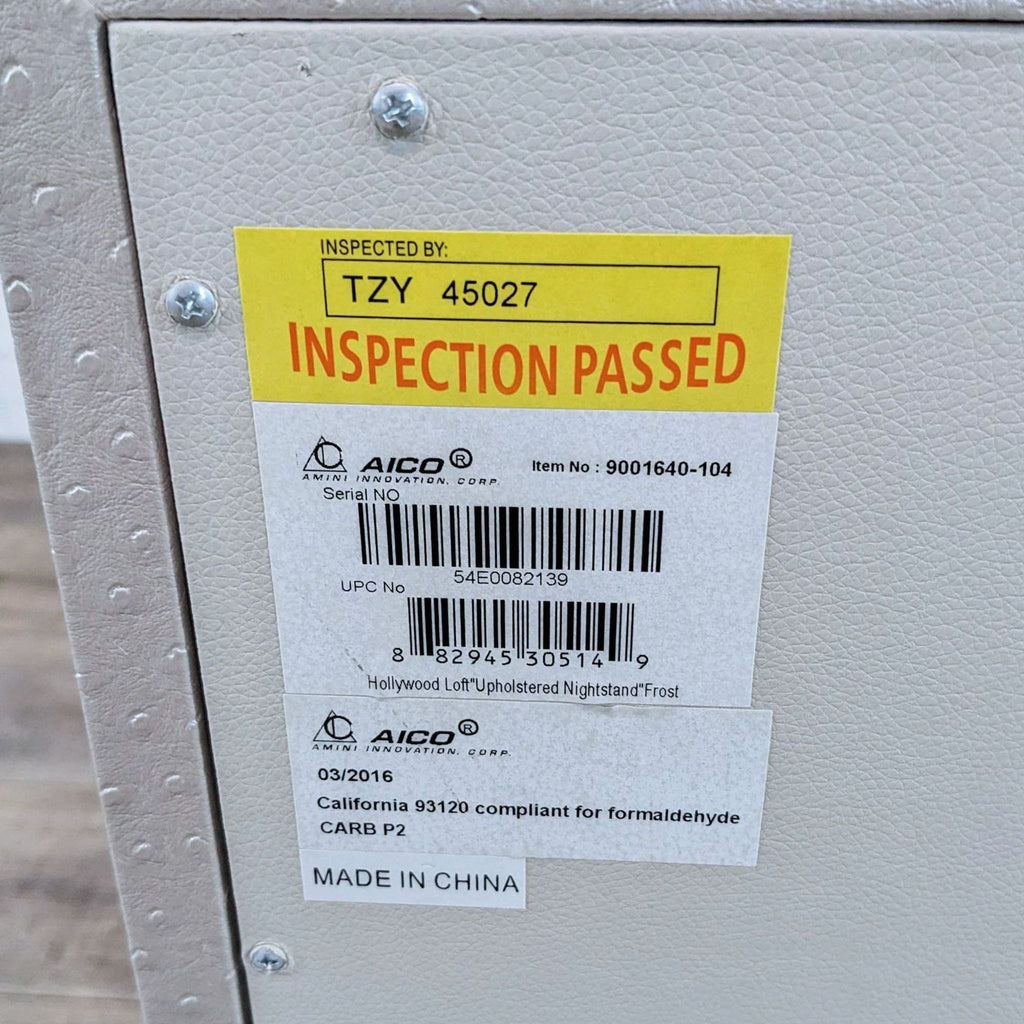 INSPECTED BY:
TZY 45027
INSPECTION PASSED
AICO®
AMINI INNOVATION, CORP.
Item No : 9001640-104
Serial NO
54E0082139
UPC No
8 82945 30514 9
Hollywood Loft"Upholstered Nightstand"Frost
AICO®
AMINI INNOVATION, CORP.
03/2016
California 93120 compliant for formaldehyde
CARB P2
MADE IN CHINA